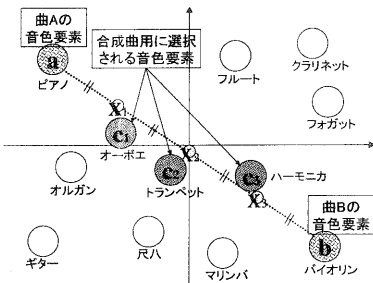 曲Aの
音色要素
合成曲用に選択
される音色要素
a
ピアノ
フルート
クラリネット
フォガット
X1
C1
オーボエ
X2
C2
トランペット
C3
ハーモニカ
X3
オルガン
曲Bの
音色要素
b
バイオリン
ギター
尺八
マリンバ